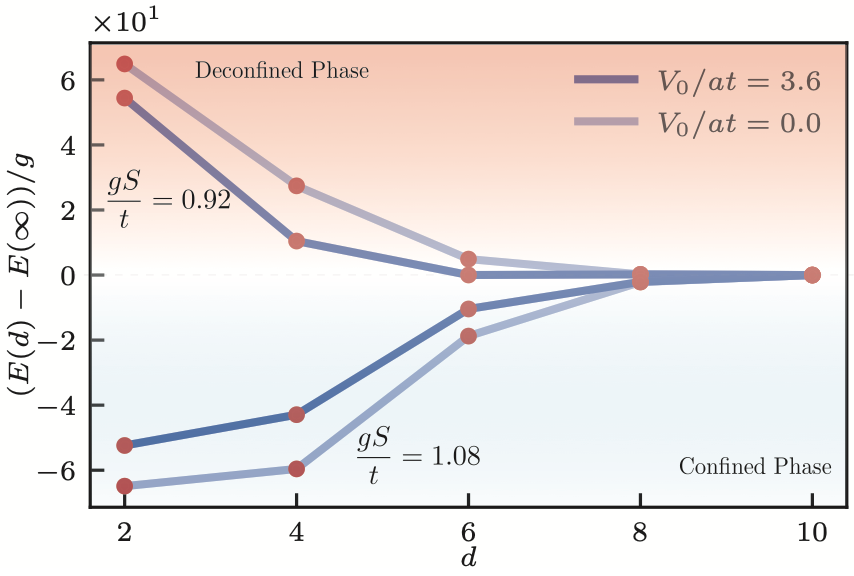 ×10¹
Deconfined Phase
V₀/at = 3.6
V₀/at = 0.0
gS/t = 0.92
gS/t = 1.08
Confined Phase
(E(d) − E(∞))/g
6
4
2
0
−2
−4
−6
2 4 6 8 10
d